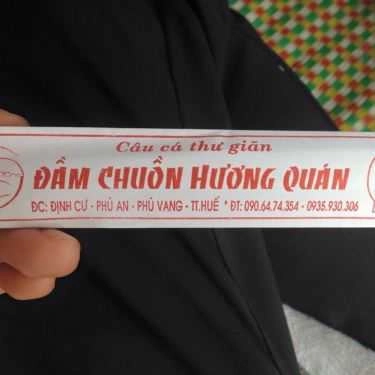 Câu cá thư giãn
ĐẦM CHUỒN HƯƠNG QUÁN
ĐC: ĐỊNH CƯ - PHÚ AN - PHÚ VANG - TT.HUẾ * ĐT: 090.64.74.354 - 0935.930.306